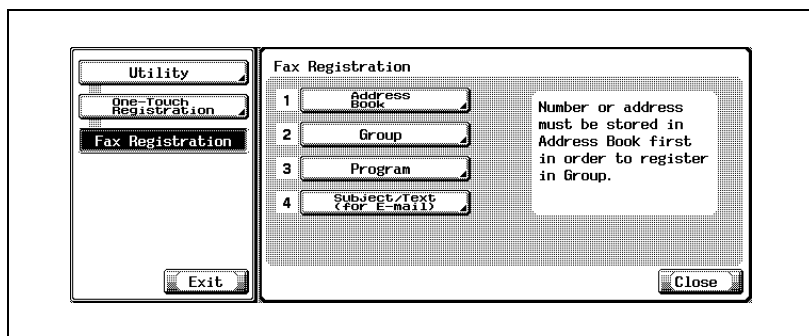 Utility
One-Touch
Registration
Fax Registration
Exit
Fax Registration
1 Address
Book
2 Group
3 Program
4 Subject/Text
(for E-mail)
Number or address
must be stored in
Address Book first
in order to register
in Group.
Close